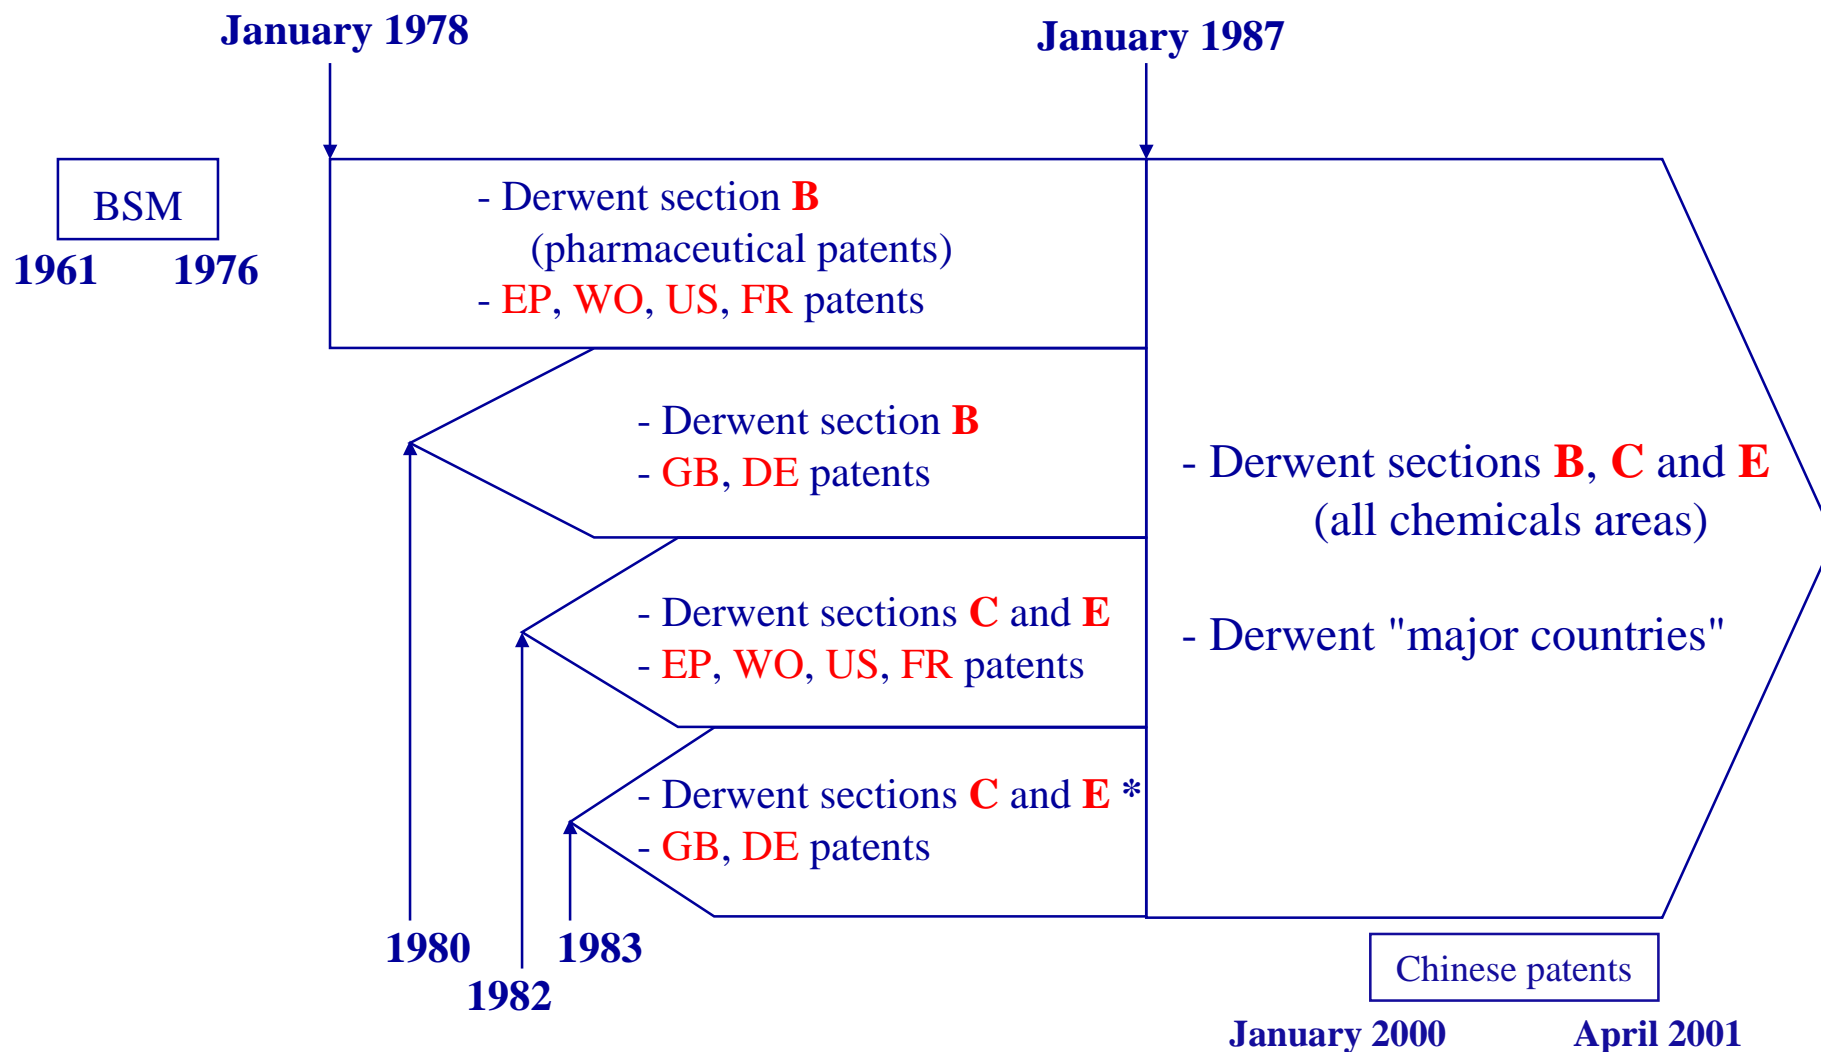 January 1978
January 1987
BSM
1961 1976
- Derwent section B
(pharmaceutical patents)
- EP, WO, US, FR patents
- Derwent section B
- GB, DE patents
- Derwent sections B, C and E
(all chemicals areas)
- Derwent "major countries"
- Derwent sections C and E
- EP, WO, US, FR patents
- Derwent sections C and E *
- GB, DE patents
1980
1983
1982
Chinese patents
January 2000
April 2001